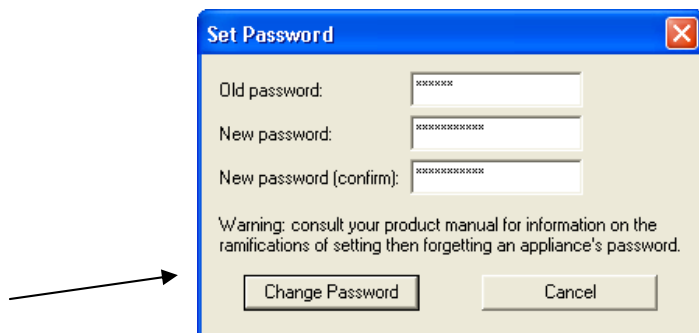 Set Password
Old password: ******
New password: ***********
New password (confirm): ***********
Warning: consult your product manual for information on the
ramifications of setting then forgetting an appliance's password.
Change Password Cancel